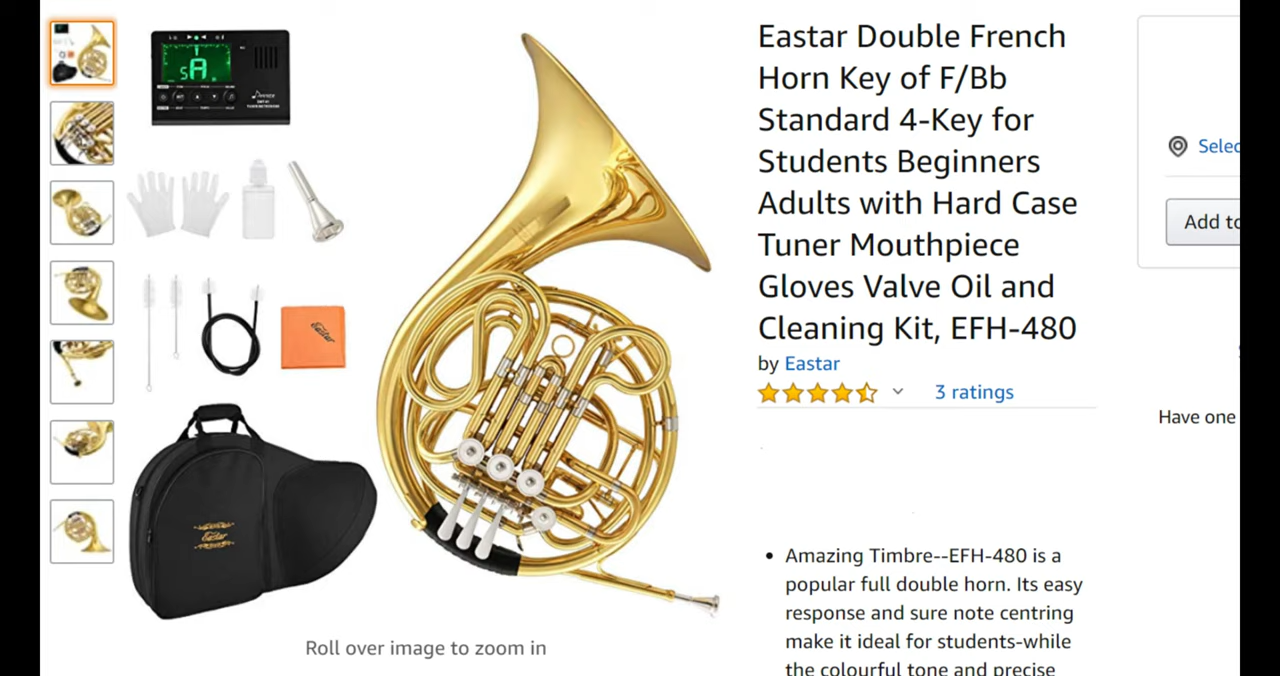 Eastar Double French
Horn Key of F/Bb
Standard 4-Key for
Students Beginners
Adults with Hard Case
Tuner Mouthpiece
Gloves Valve Oil and
Cleaning Kit, EFH-480
by Eastar
3 ratings
Amazing Timbre--EFH-480 is a
popular full double horn. Its easy
response and sure note centring
make it ideal for students-while
the colourful tone and precise
Roll over image to zoom in
A
Eastar
Eastar
Selec
Add to
Have one